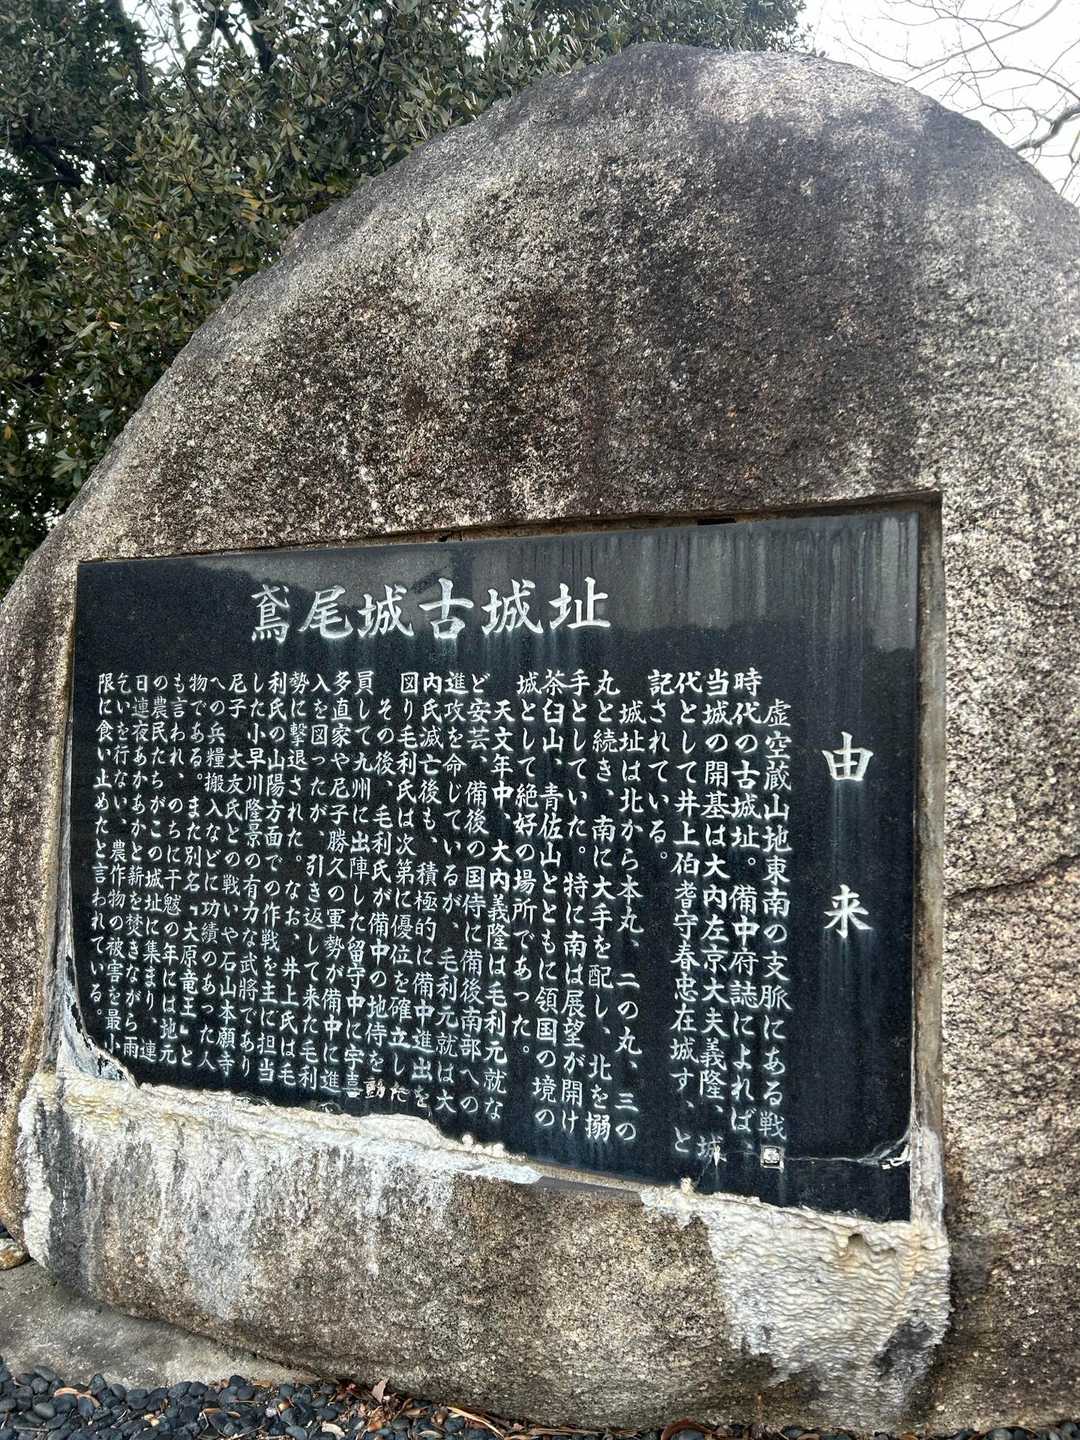 鳶尾城古城址
由来
虚空蔵山地東南の支脈にある戦
時代の古城址。備中府誌によれば、
当城の開基は大内左京大夫義隆、城
代として井上伯耆守春忠在城す、と
記されている。
城址は北から本丸、二の丸、三の
丸と続き、南に大手を配し、北を搦
手としていた。特に南は展望が開け
茶臼山、青佐山とともに領国の境の
城として絶好の場所であった。
天文年中、大内義隆は毛利元就な
ど安芸、備後の国侍に備後南部への
進攻を命じているが、毛利元就は大
内氏滅亡後も、積極的に備中進出を
図り毛利氏は次第に優位を確立した
その後、毛利氏が備中の地侍を動
員して九州に出陣した留守中に宇喜
多直家や尼子勝久の軍勢が備中に進
入を図ったが、引き返して来た毛利
勢に撃退された。なお、井上氏は毛
利氏の山陽方面での作戦を主に担当
した小早川隆景の有力な武将であり
尼子、大友氏との戦いや石山本願寺
への兵糧搬入などに功績のあった人
物である。また別名「大原竜王」と
も言われ、のちに干魃の年には地元
の農民たちがこの城址に集まり、連
日連夜あかあかと薪を焚きながら雨
乞いを行ない、農作物の被害を最小
限に食い止めたと言われている。